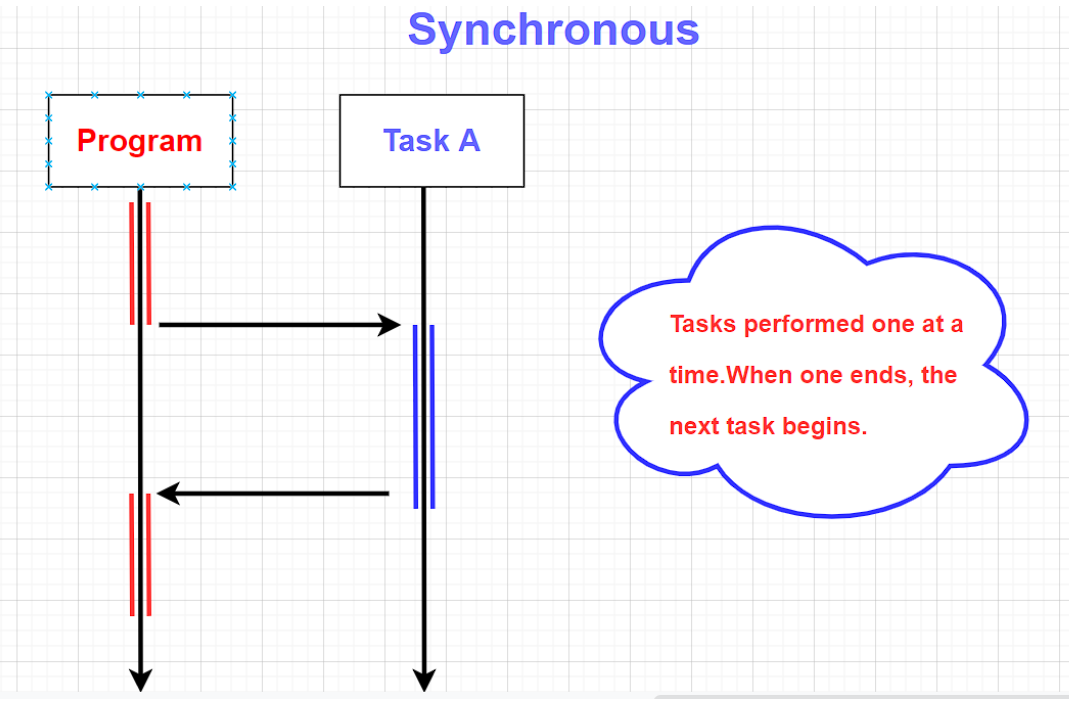 Synchronous
Program
Task A
Tasks performed one at a
time.When one ends, the
next task begins.